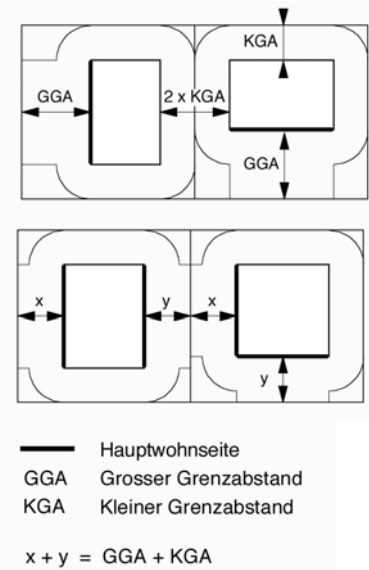 KGA
GGA
2 x KGA
GGA
x
y
x
y
Hauptwohnseite
GGA Grosser Grenzabstand
KGA Kleiner Grenzabstand
x + y = GGA + KGA